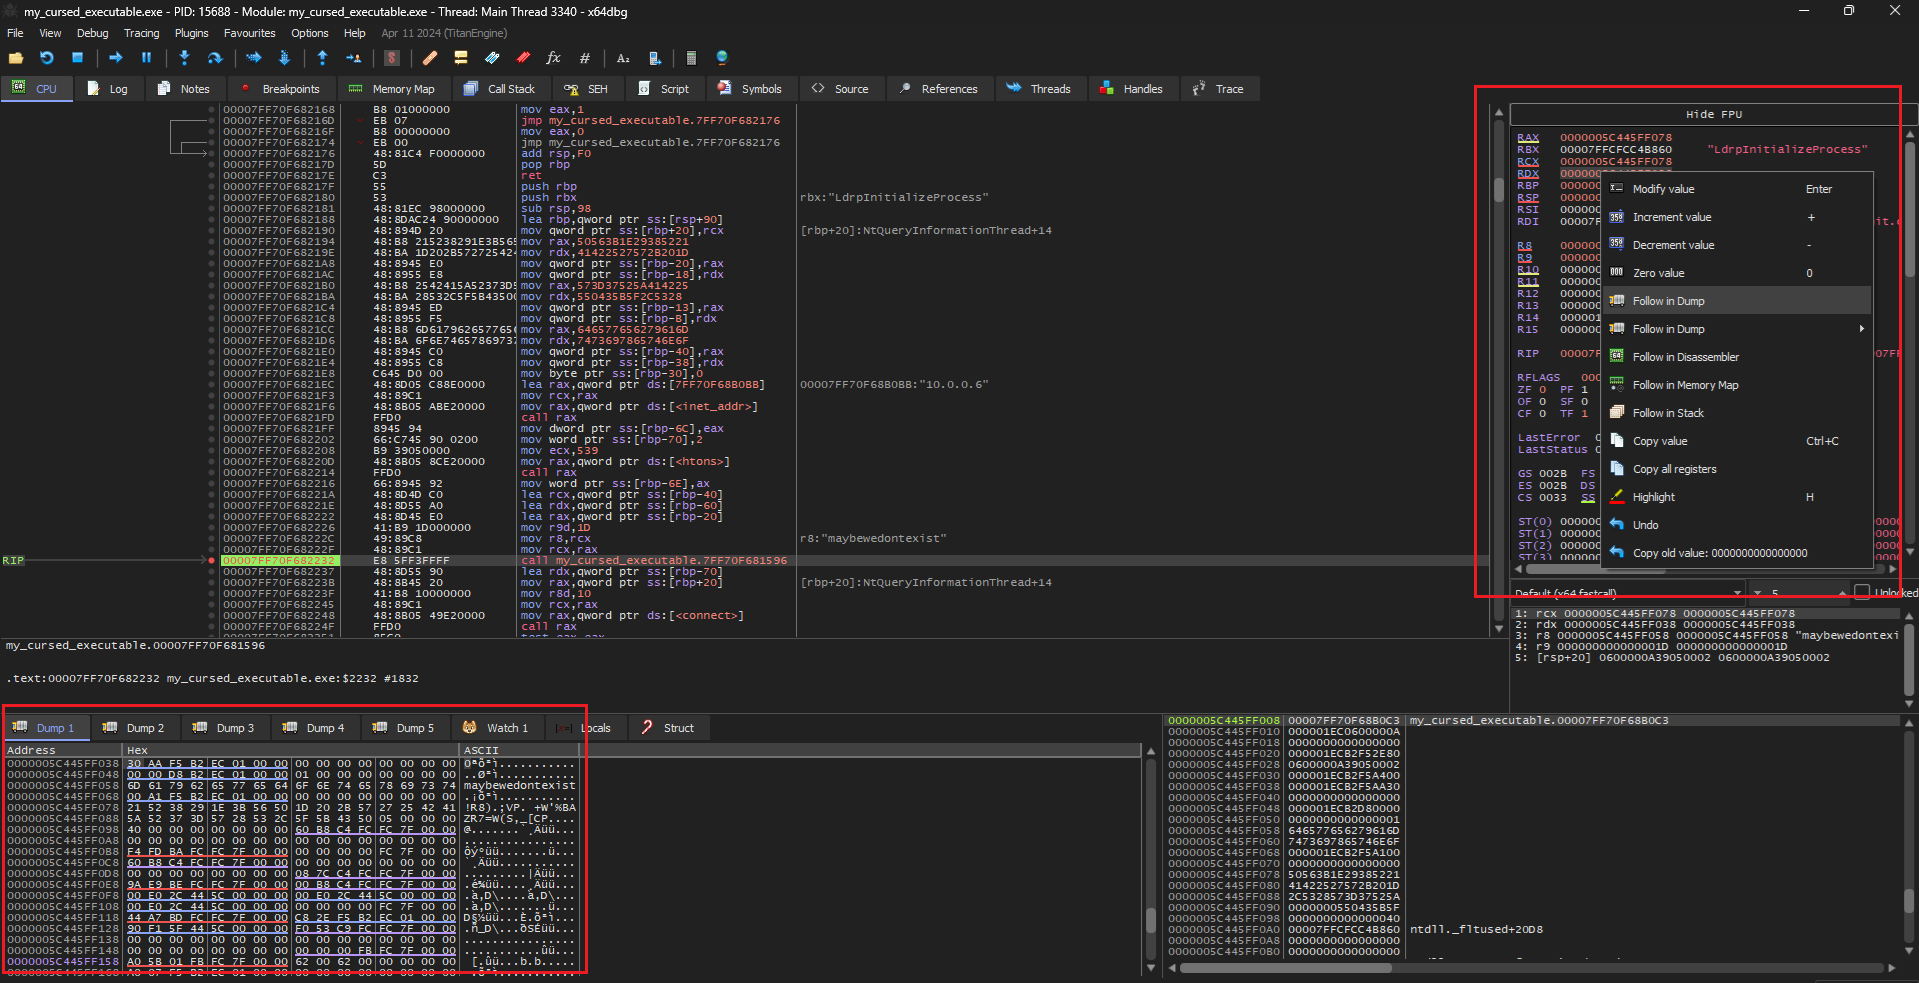 my_cursed_executable.exe - PID: 15688 - Module: my_cursed_executable.exe - Thread: Main Thread 3340 - x64dbg
File View Debug Tracing Plugins Favourites Options Help Apr 11 2024 (TitanEngine)
CPU Log Notes Breakpoints Memory Map Call Stack SEH Script Symbols Source References Threads Handles Trace
00007FF70F682168 B8 01000000 mov eax,1
00007FF70F68216D EB 07 jmp my_cursed_executable.7FF70F682176
00007FF70F68216F B8 00000000 mov eax,0
00007FF70F682174 EB 00 jmp my_cursed_executable.7FF70F682176
00007FF70F682176 48:81C4 F0000000 add rsp,F0
00007FF70F68217D 5D pop rbp
00007FF70F68217E C3 ret
00007FF70F68217F 55 push rbp
00007FF70F682180 53 push rbx rbx:"LdrpInitializeProcess"
00007FF70F682181 48:81EC 98000000 sub rsp,98
00007FF70F682188 48:8DAC24 90000000 lea rbp,qword ptr ss:[rsp+90]
00007FF70F682190 48:894D 20 mov qword ptr ss:[rbp+20],rcx [rbp+20]:NtQueryInformationThread+14
00007FF70F682194 48:B8 215238291E3B565 mov rax,50563B1E29385221
00007FF70F68219E 48:BA 1D202B572725424 mov rdx,41422527572B201D
00007FF70F6821A8 48:8945 E0 mov qword ptr ss:[rbp-20],rax
00007FF70F6821AC 48:8955 E8 mov qword ptr ss:[rbp-18],rdx
00007FF70F6821B0 48:B8 2542415A52373D5 mov rax,573D37525A414225
00007FF70F6821BA 48:BA 28532C5F5B43500 mov rdx,550435B5F2C5328
00007FF70F6821C4 48:8945 ED mov qword ptr ss:[rbp-13],rax
00007FF70F6821C8 48:8955 F5 mov qword ptr ss:[rbp-B],rdx
00007FF70F6821CC 48:B8 6D6179626577656 mov rax,646577656279616D
00007FF70F6821D6 48:BA 6F6E74657869737 mov rdx,7473697865746E6F
00007FF70F6821E0 48:8945 C0 mov qword ptr ss:[rbp-40],rax
00007FF70F6821E4 48:8955 C8 mov qword ptr ss:[rbp-38],rdx
00007FF70F6821E8 C645 D0 00 mov byte ptr ss:[rbp-30],0
00007FF70F6821EC 48:8D05 C88E0000 lea rax,qword ptr ds:[7FF70F68B0BB] 00007FF70F68B0BB:"10.0.0.6"
00007FF70F6821F3 48:89C1 mov rcx,rax
00007FF70F6821F6 48:8B05 ABE20000 mov rax,qword ptr ds:[<inet_addr>]
00007FF70F6821FD FFD0 call rax
00007FF70F6821FF 8945 94 mov dword ptr ss:[rbp-6C],eax
00007FF70F682202 66:C745 90 0200 mov word ptr ss:[rbp-70],2
00007FF70F682208 B9 39050000 mov ecx,539
00007FF70F68220D 48:8B05 8CE20000 mov rax,qword ptr ds:[<htons>]
00007FF70F682214 FFD0 call rax
00007FF70F682216 66:8945 92 mov word ptr ss:[rbp-6E],ax
00007FF70F68221A 48:8D4D C0 lea rcx,qword ptr ss:[rbp-40]
00007FF70F68221E 48:8D55 A0 lea rdx,qword ptr ss:[rbp-60]
00007FF70F682222 48:8D45 E0 lea rax,qword ptr ss:[rbp-20]
00007FF70F682226 41:B9 1D000000 mov r9d,1D
00007FF70F68222C 49:89C8 mov r8,rcx r8:"maybewedontexist"
00007FF70F68222F 48:89C1 mov rcx,rax
RIP 00007FF70F682232 E8 5FF3FFFF call my_cursed_executable.7FF70F681596
00007FF70F682237 48:8D55 90 lea rdx,qword ptr ss:[rbp-70]
00007FF70F68223B 48:8B45 20 mov rax,qword ptr ss:[rbp+20] [rbp+20]:NtQueryInformationThread+14
00007FF70F68223F 41:B8 10000000 mov r8d,10
00007FF70F682245 48:89C1 mov rcx,rax
00007FF70F682248 48:8B05 49E20000 mov rax,qword ptr ds:[<connect>]
00007FF70F68224F FFD0 call rax
Hide FPU
RAX 0000005C445FF078
RBX 00007FFCFCC4B860 "LdrpInitializeProcess"
RCX 0000005C445FF078
RDX
RBP 000000
RSP 000000
RSI 000000
RDI 00007F
R8 000000
R9 000000
R10 000000
R11 000000
R12 000000
R13 000000
R14 000001
R15 000000
RIP 00007F
RFLAGS 000
ZF 0 PF 1
OF 0 SF 0
CF 0 TF 1
LastError
LastStatus
GS 002B FS
ES 002B DS
CS 0033 SS
ST(0) 00000
ST(1) 00000
ST(2) 00000
ST(3) 00000
Modify value Enter
Increment value +
Decrement value -
Zero value 0
Follow in Dump
Follow in Dump
Follow in Disassembler
Follow in Memory Map
Follow in Stack
Copy value Ctrl+C
Copy all registers
Highlight H
Undo
Copy old value: 0000000000000000
Default (x64 fastcall) 5 Unlocked
1: rcx 0000005C445FF078 0000005C445FF078
2: rdx 0000005C445FF038 0000005C445FF038
3: r8 0000005C445FF058 0000005C445FF058 "maybewedontexi
4: r9 000000000000001D 000000000000001D
5: [rsp+20] 0600000A39050002 0600000A39050002
my_cursed_executable.00007FF70F681596
.text:00007FF70F682232 my_cursed_executable.exe:$2232 #1832
Dump 1 Dump 2 Dump 3 Dump 4 Dump 5 Watch 1 Locals Struct
Address Hex ASCII
0000005C445FF038 30 AA F5 B2 EC 01 00 00 00 00 00 00 00 00 00 00
0000005C445FF048 00 00 D8 B2 EC 01 00 00 01 00 00 00 00 00 00 00
0000005C445FF058 6D 61 79 62 65 77 65 64 6F 6E 74 65 78 69 73 74 maybewedontexist
0000005C445FF068 00 A1 F5 B2 EC 01 00 00 00 00 00 00 00 00 00 00
0000005C445FF078 21 52 38 29 1E 3B 56 50 1D 20 2B 57 27 25 42 41 !R8).;VP. +W'%BA
0000005C445FF088 5A 52 37 3D 57 28 53 2C 5F 5B 43 50 05 00 00 00 ZR7=W(S,_[CP....
0000005C445FF098 40 00 00 00 00 00 00 00 60 B8 C4 FC FC 7F 00 00
0000005C445FF0A8 00 00 00 00 00 00 00 00 00 00 00 00 00 00 00 00
0000005C445FF0B8 F4 FD BA FC FC 7F 00 00 00 00 00 00 FC 7F 00 00
0000005C445FF0C8 60 B8 C4 FC FC 7F 00 00 00 00 00 00 00 00 00 00
0000005C445FF0D8 00 00 00 00 00 00 00 00 08 7C C4 FC FC 7F 00 00
0000005C445FF0E8 9A E9 BE FC FC 7F 00 00 00 B8 C4 FC FC 7F 00 00
0000005C445FF0F8 00 E0 2C 44 5C 00 00 00 00 E0 2C 44 5C 00 00 00
0000005C445FF108 00 E0 2C 44 5C 00 00 00 00 00 00 00 FC 7F 00 00
0000005C445FF118 44 A7 BD FC FC 7F 00 00 C8 2E F5 B2 EC 01 00 00
0000005C445FF128 90 F1 5F 44 5C 00 00 00 F0 53 C9 FC FC 7F 00 00
0000005C445FF138 00 00 00 00 00 00 00 00 00 00 00 00 00 00 00 00
0000005C445FF148 00 00 00 00 00 00 00 00 00 00 00 FB FC 7F 00 00
0000005C445FF158 A0 5B 01 FB FC 7F 00 00 62 00 62 00 00 00 00 00
0000005C445FF008 00007FF70F68B0C3 my_cursed_executable.00007FF70F68B0C3
0000005C445FF010 000001EC0600000A
0000005C445FF018 0000000000000000
0000005C445FF020 000001ECB2F52E80
0000005C445FF028 0600000A39050002
0000005C445FF030 000001ECB2F5A400
0000005C445FF038 000001ECB2F5AA30
0000005C445FF040 0000000000000000
0000005C445FF048 000001ECB2D80000
0000005C445FF050 0000000000000001
0000005C445FF058 646577656279616D
0000005C445FF060 7473697865746E6F
0000005C445FF068 000001ECB2F5A100
0000005C445FF070 0000000000000000
0000005C445FF078 50563B1E29385221
0000005C445FF080 41422527572B201D
0000005C445FF088 2C5328573D37525A
0000005C445FF090 0000000550435B5F
0000005C445FF098 0000000000000040
0000005C445FF0A0 00007FFCFCC4B860 ntdll._fltused+20D8
0000005C445FF0A8 0000000000000000
0000005C445FF0B0 0000000000000000